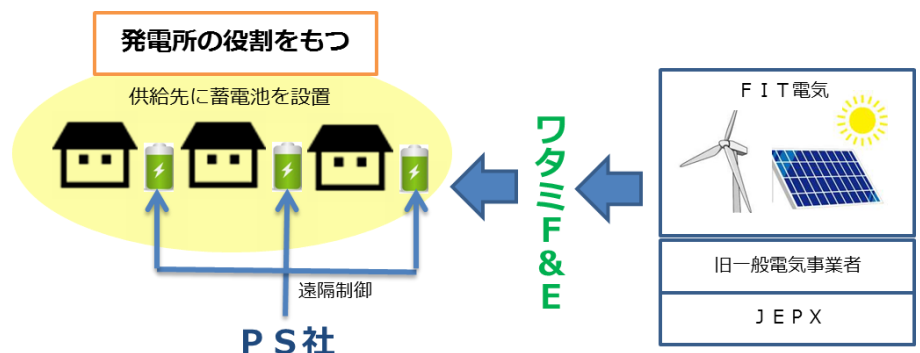 発電所の役割をもつ
供給先に蓄電池を設置
遠隔制御
ＰＳ社
ワタミＦ＆Ｅ
ＦＩＴ電気
旧一般電気事業者
ＪＥＰＸ